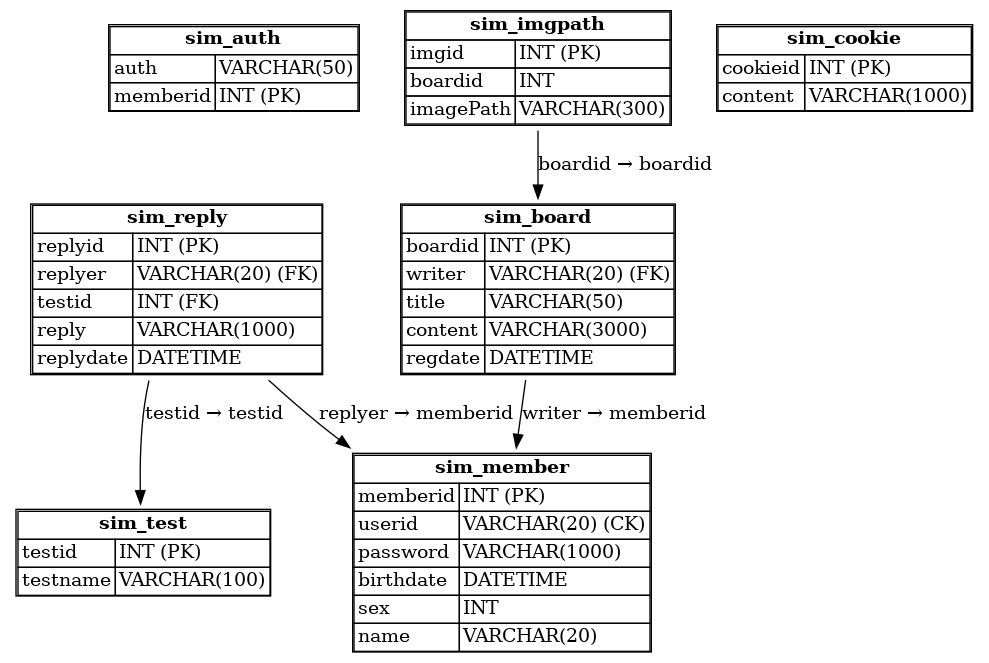 sim_auth
auth VARCHAR(50)
memberid INT (PK)
sim_imgpath
imgid INT (PK)
boardid INT
imagePath VARCHAR(300)
sim_cookie
cookieid INT (PK)
content VARCHAR(1000)
boardid → boardid
sim_reply
replyid INT (PK)
replyer VARCHAR(20) (FK)
testid INT (FK)
reply VARCHAR(1000)
replydate DATETIME
sim_board
boardid INT (PK)
writer VARCHAR(20) (FK)
title VARCHAR(50)
content VARCHAR(3000)
regdate DATETIME
testid → testid
replyer → memberid
writer → memberid
sim_test
testid INT (PK)
testname VARCHAR(100)
sim_member
memberid INT (PK)
userid VARCHAR(20) (CK)
password VARCHAR(1000)
birthdate DATETIME
sex INT
name VARCHAR(20)